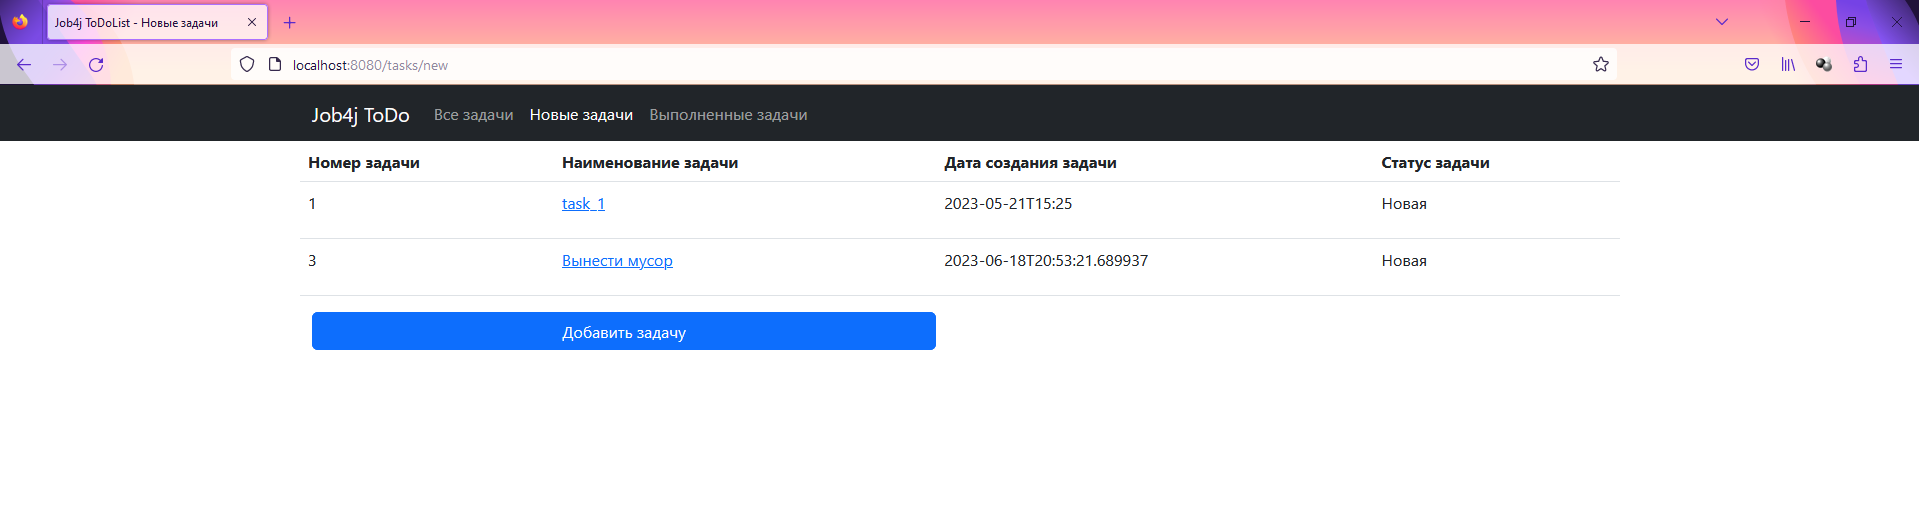 Job4j ToDoList - Новые задачи
localhost:8080/tasks/new
Job4j ToDo Все задачи Новые задачи Выполненные задачи
Номер задачи Наименование задачи Дата создания задачи Статус задачи
1 task_1 2023-05-21T15:25 Новая
3 Вынести мусор 2023-06-18T20:53:21.689937 Новая
Добавить задачу